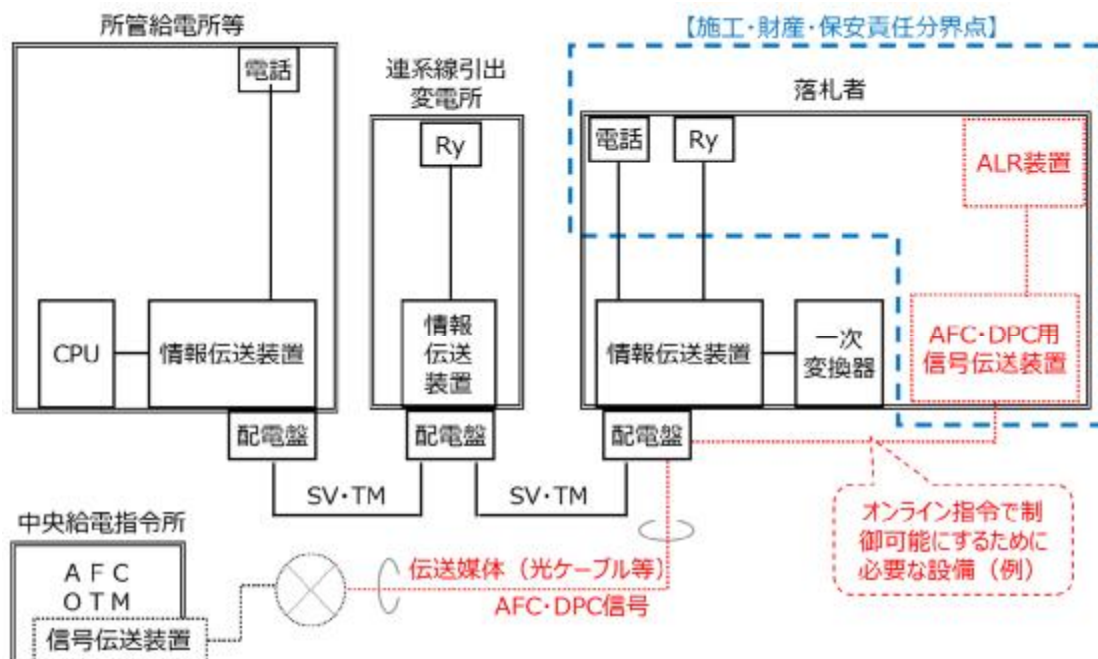 所管給電所等
電話
CPU
情報伝送装置
配電盤
連系線引出
変電所
Ry
情報
伝送
装置
配電盤
【施工・財産・保安責任分界点】
落札者
電話
Ry
ALR装置
情報伝送装置
一次
変換器
AFC・DPC用
信号伝送装置
配電盤
SV・TM
SV・TM
中央給電指令所
AFC
OTM
信号伝送装置
伝送媒体（光ケーブル等）
AFC・DPC信号
オンライン指令で制
御可能にするために
必要な設備（例）